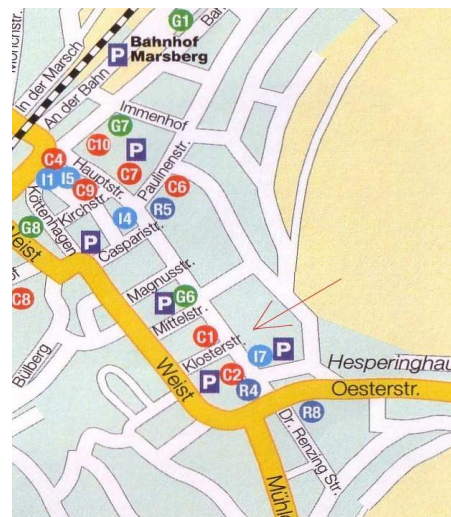 G1
Bahnhof
Marsberg
P
In der Marsch
An der Bahn
Immenhof
G7
C10
P
C4
C7
Hauptstr.
Paulinenstr.
C6
I1
I5
C9
Kirchstr.
I4
R5
Köttenhagen
G8
P
Casparistr.
Weist
C8
Magnusstr.
P
G6
Mittelstr.
C1
Klosterstr.
I7
P
Bülberg
Weist
P
C2
R4
Hesperinghau
Oesterstr.
R8
Dr. Renzing Str.
Mühle